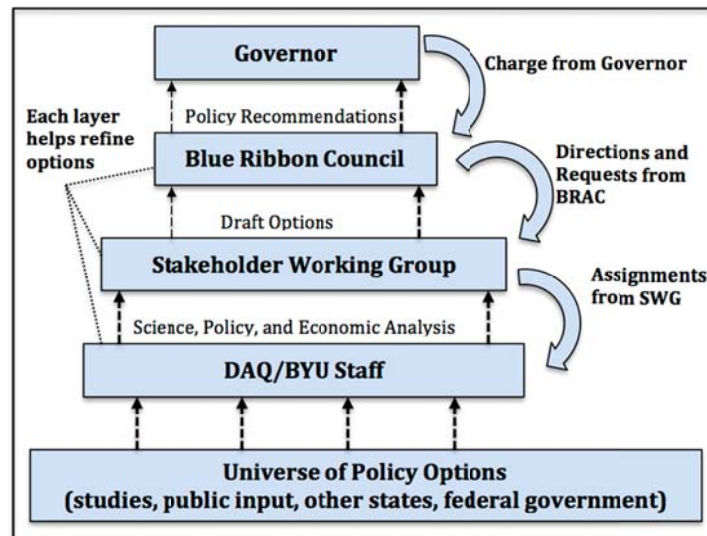 Governor
Charge from Governor
Each layer
helps refine
options
Policy Recommendations
Blue Ribbon Council
Directions and
Requests from
BRAC
Draft Options
Stakeholder Working Group
Assignments
from SWG
Science, Policy, and Economic Analysis
DAQ/BYU Staff
Universe of Policy Options
(studies, public input, other states, federal government)